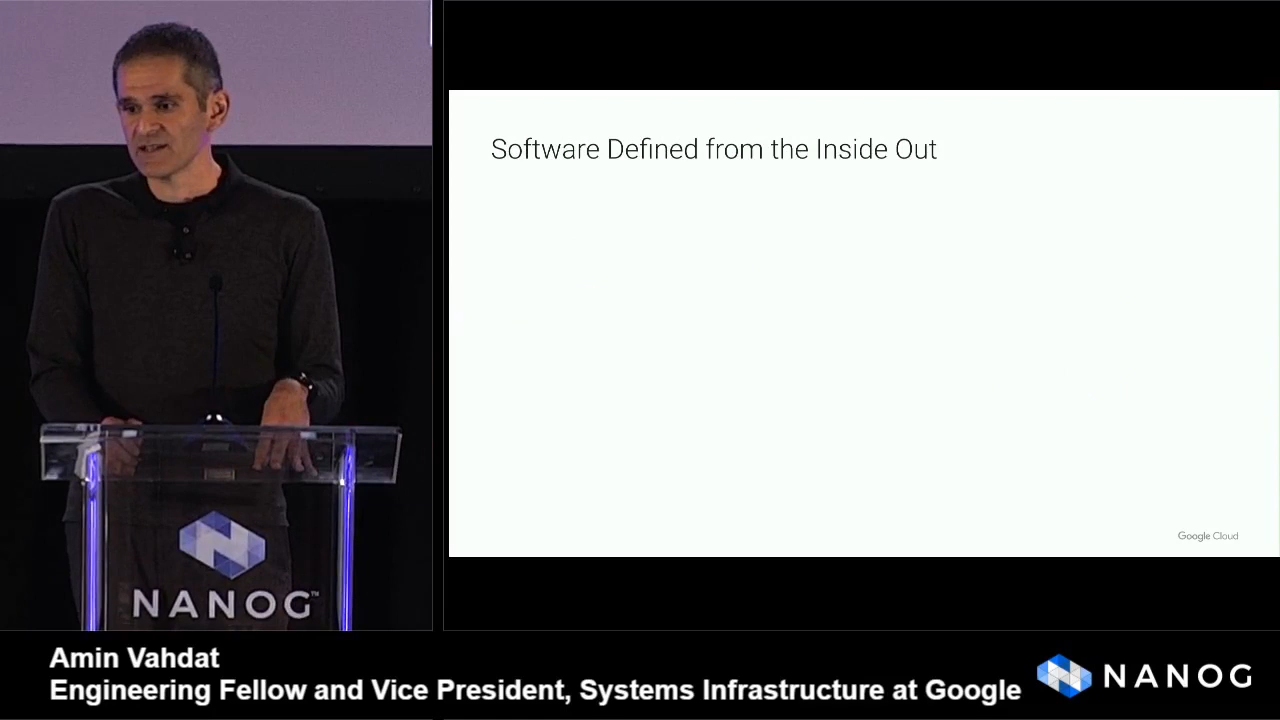 Software Defined from the Inside Out
Google Cloud
NANOG™
Amin Vahdat
Engineering Fellow and Vice President, Systems Infrastructure at Google
NANOG